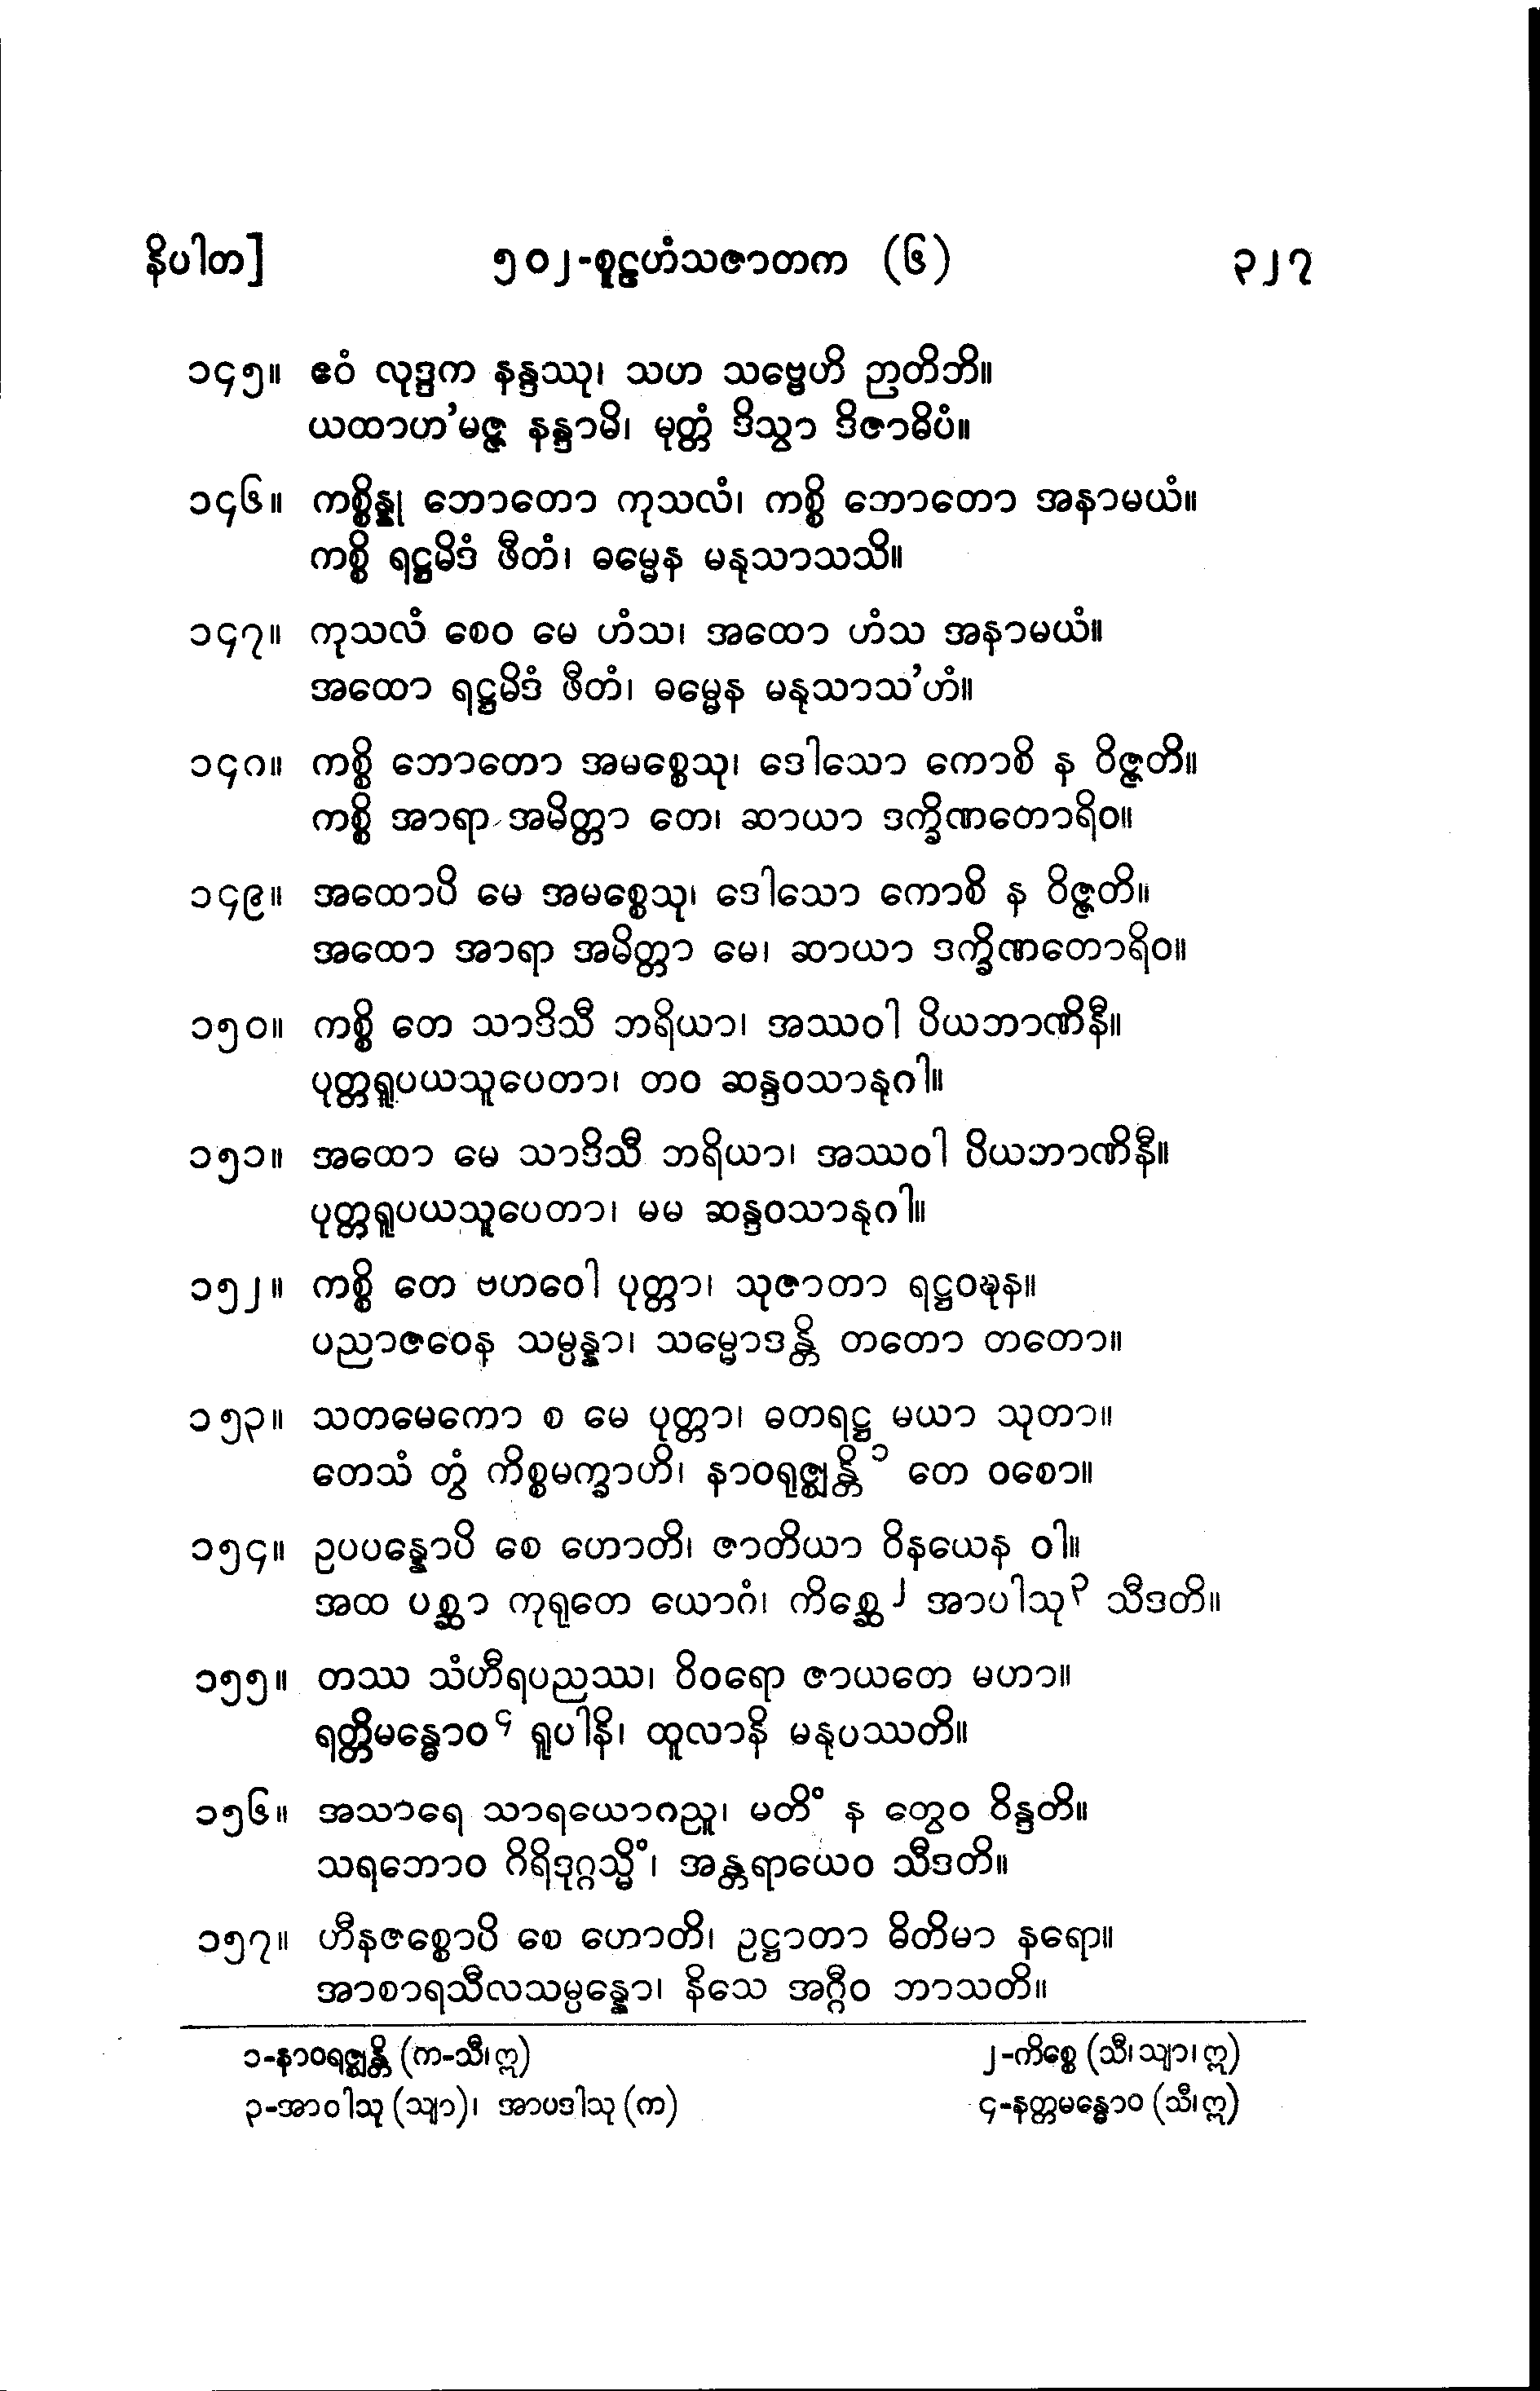 နိပါတ]	၅၀၂-စူဠဟံသဇာတက (၆)	၃၂၇
၁၄၅။ ဧဝံ လုဒ္ဒက နန္ဒဿု၊ သဟ သဗ္ဗေဟိ ဉာတိဘိ။
ယထာဟ'မဇ္ဇ နန္ဒာမိ၊ မုတ္တံ ဒိသွာ ဒိဇာဓိပံ။
၁၄၆။ ကစ္စိန္နု ဘောတော ကုသလံ၊ ကစ္စိ ဘောတော အနာမယံ။
ကစ္စိ ရဋ္ဌမိဒံ ဖီတံ၊ ဓမ္မေန မနုသာသသိ။
၁၄၇။ ကုသလံ စေဝ မေ ဟံသ၊ အထော ဟံသ အနာမယံ။
အထော ရဋ္ဌမိဒံ ဖီတံ၊ ဓမ္မေန မနုသာသ'ဟံ။
၁၄၈။ ကစ္စိ ဘောတော အမစ္စေသု၊ ဒေါသော ကောစိ န ဝိဇ္ဇတိ။
ကစ္စိ အာရာ အမိတ္တာ တေ၊ ဆာယာ ဒက္ခိဏတောရိဝ။
၁၄၉။ အထောပိ မေ အမစ္စေသု၊ ဒေါသော ကောစိ န ဝိဇ္ဇတိ။
အထော အာရာ အမိတ္တာ မေ၊ ဆာယာ ဒက္ခိဏတောရိဝ။
၁၅၀။ ကစ္စိ တေ သာဒိသီ ဘရိယာ၊ အဿဝါ ပိယဘာဏိနီ။
ပုတ္တရူပယသူပေတာ၊ တဝ ဆန္ဒဝသာနုဂါ။
၁၅၁။ အထော မေ သာဒိသီ ဘရိယာ၊ အဿဝါ ပိယဘာဏိနီ။
ပုတ္တရူပယသူပေတာ၊ မမ ဆန္ဒဝသာနုဂါ။
၁၅၂။ ကစ္စိ တေ ဗဟဝေါ ပုတ္တာ၊ သုဇာတာ ရဋ္ဌဝဍ္ဎန။
ပညာဇဝေန သမ္ပန္နာ၊ သမ္မောဒန္တိ တတော တတော။
၁၅၃။ သတမေကော စ မေ ပုတ္တာ၊ ဓတရဋ္ဌ မယာ သုတာ။
တေသံ တွံ ကိစ္စမက္ခာဟိ၊ နာဝရုဇ္ဈန္တိ၁ တေ ဝစော။
၁၅၄။ ဥပပန္နောပိ စေ ဟောတိ၊ ဇာတိယာ ဝိနယေန ဝါ။
အထ ပစ္ဆာ ကုရုတေ ယောဂံ၊ ကိစ္ဆေ၂ အာပါသု၃ သီဒတိ။
၁၅၅။ တဿ သံဟီရပညဿ၊ ဝိဝရော ဇာယတေ မဟာ။
ရတ္တိမန္ဓောဝ၄ ရူပါနိ၊ ထူလာနိ မနုပဿတိ။
၁၅၆။ အသာရေ သာရယောဂညူ၊ မတိံ န တွေဝ ဝိန္ဒတိ။
သရဘောဝ ဂိရိဒုဂ္ဂသ္မိံ၊ အန္တရာယေဝ သီဒတိ။
၁၅၇။ ဟီနဇစ္စောပိ စေ ဟောတိ၊ ဥဋ္ဌာတာ ဓိတိမာ နရော။
အာစာရသီလသမ္ပန္နော၊ နိသေ အဂ္ဂီဝ ဘာသတိ။
၁-နာဝရဇ္ဈန္တိ (က-သီ၊ဣ)	၂-ကိစ္စေ (သီ၊သျာ၊ဣ)
၃-အာဝါသု (သျာ)၊ အာပဒါသု (က)	၄-နတ္တမန္ဓောဝ (သီ၊ဣ)